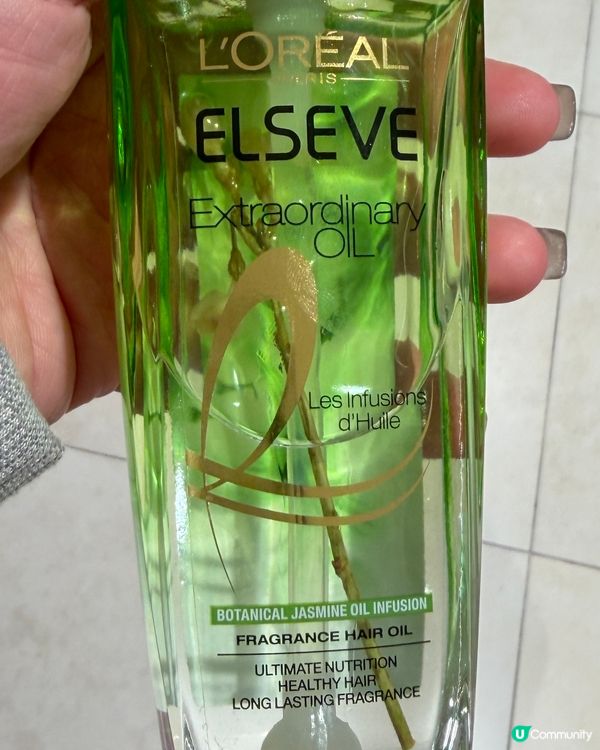 L'ORÉAL
PARIS
ELSEVE
Extraordinary
OIL
Les Infusions
d'Huile
BOTANICAL JASMINE OIL INFUSION
FRAGRANCE HAIR OIL
ULTIMATE NUTRITION
HEALTHY HAIR
LONG LASTING FRAGRANCE
U Community